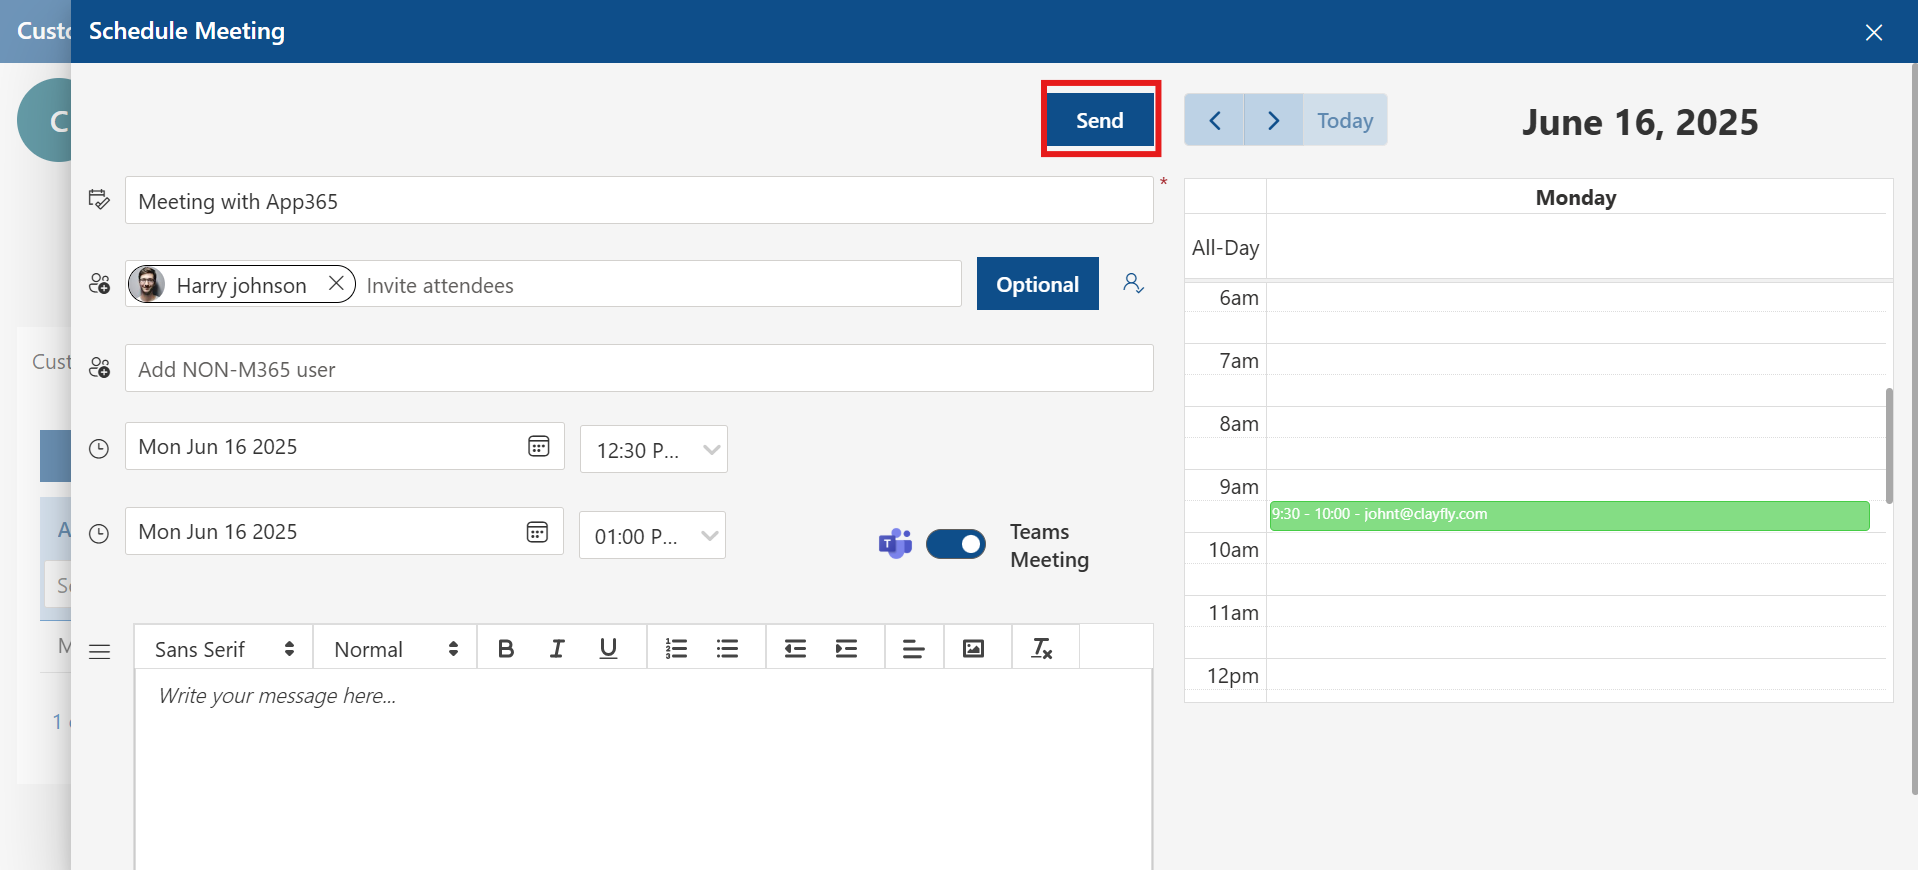 Custo
Schedule Meeting
C
Send
Today
June 16, 2025
Meeting with App365
*
Monday
All-Day
Harry johnson
Invite attendees
Optional
6am
7am
8am
9am
9:30 - 10:00 - johnt@clayfly.com
10am
11am
12pm
Cust
Add NON-M365 user
Mon Jun 16 2025
12:30 P...
Mon Jun 16 2025
01:00 P...
T
Teams
Meeting
A
Se
M
1
Sans Serif
Normal
B I U
Write your message here...